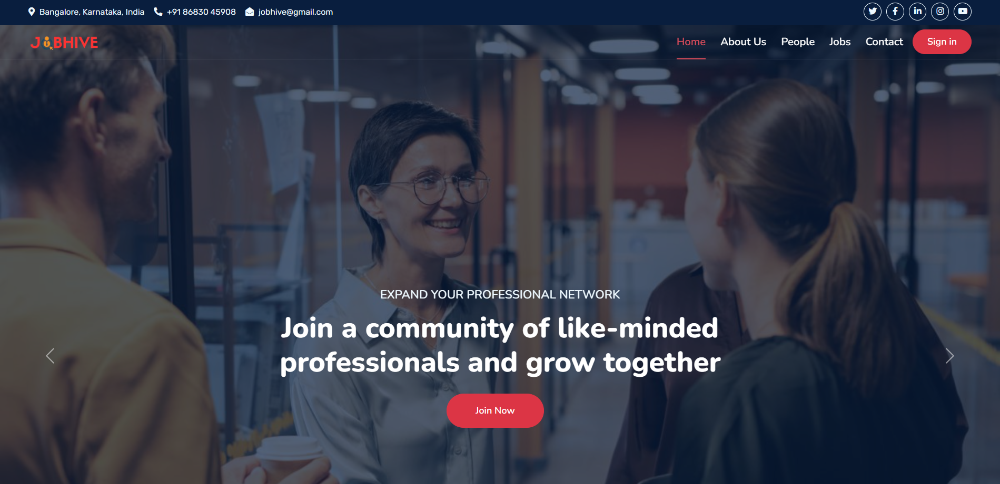 Bangalore, Karnataka, India +91 86830 45908 jobhive@gmail.com
JOBHIVE Home About Us People Jobs Contact Sign in
EXPAND YOUR PROFESSIONAL NETWORK
Join a community of like-minded
professionals and grow together
Join Now